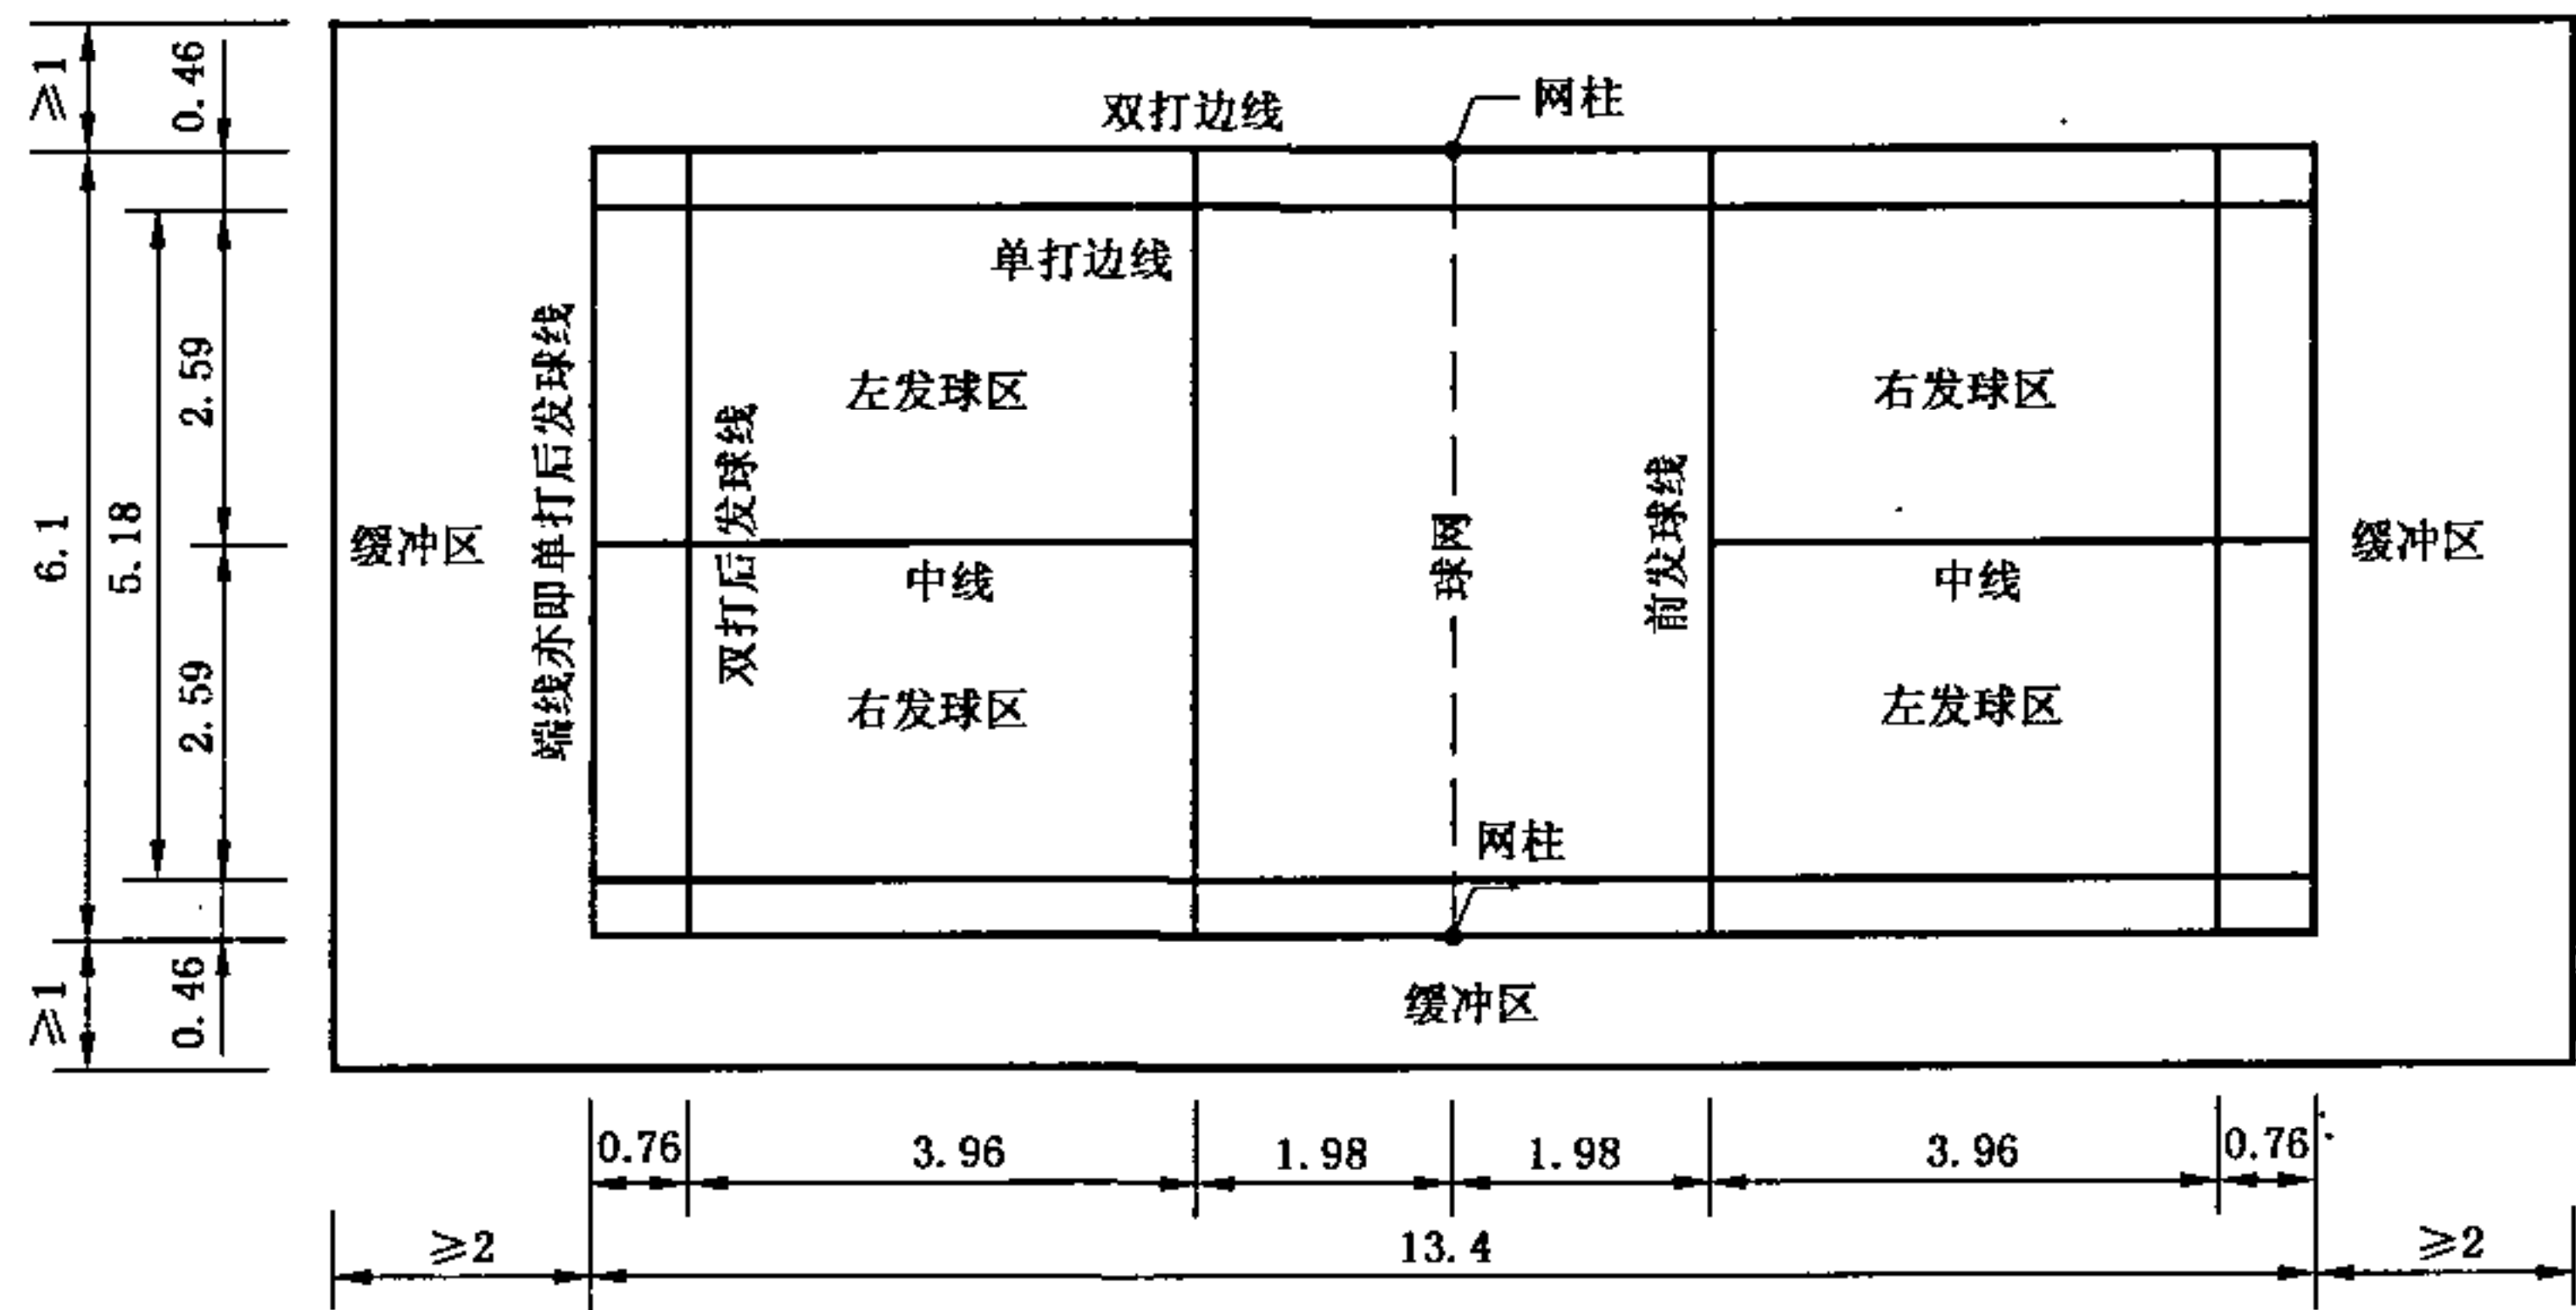 双打边线
网柱
≥1
0.46
单打边线
左发球区
右发球区
2.59
端线亦即单打后发球线
双打后发球线
前发球线
球网
6.1
5.18
缓冲区
缓冲区
中线
中线
2.59
右发球区
左发球区
网柱
≥1
0.46
缓冲区
0.76
3.96
1.98
1.98
3.96
0.76
≥2
13.4
≥2